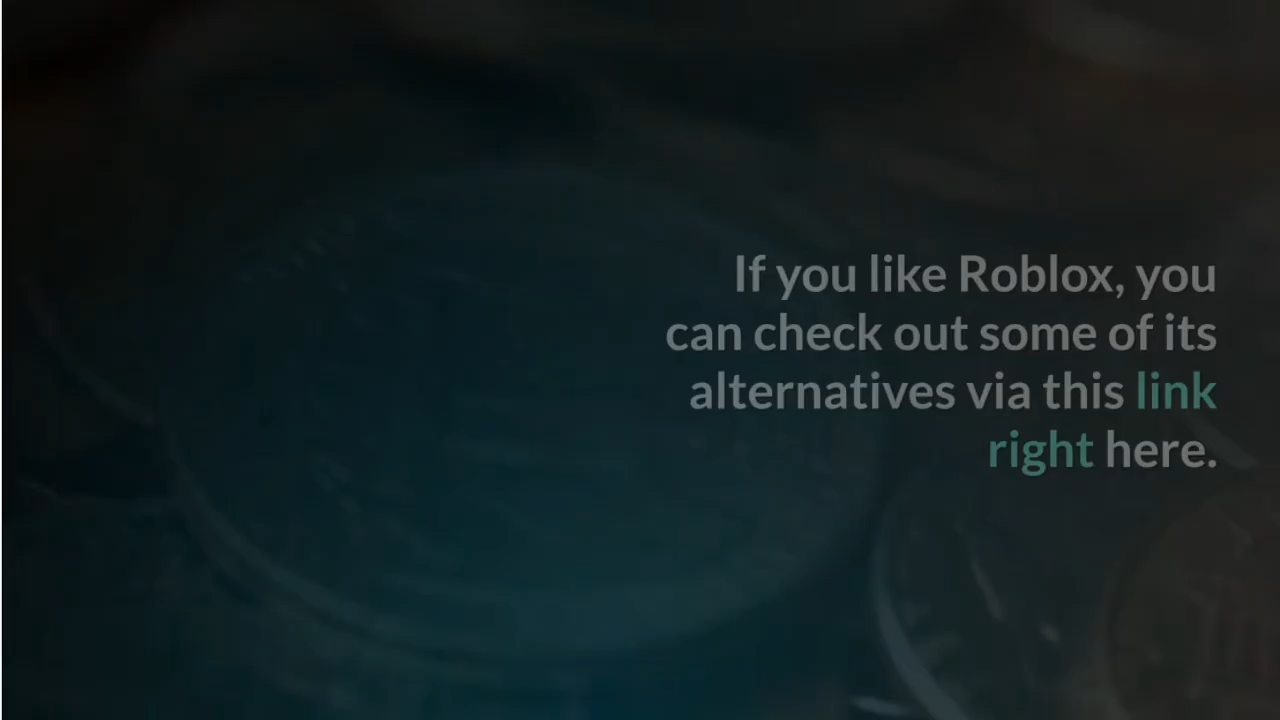 If you like Roblox, you
can check out some of its
alternatives via this link
right here.